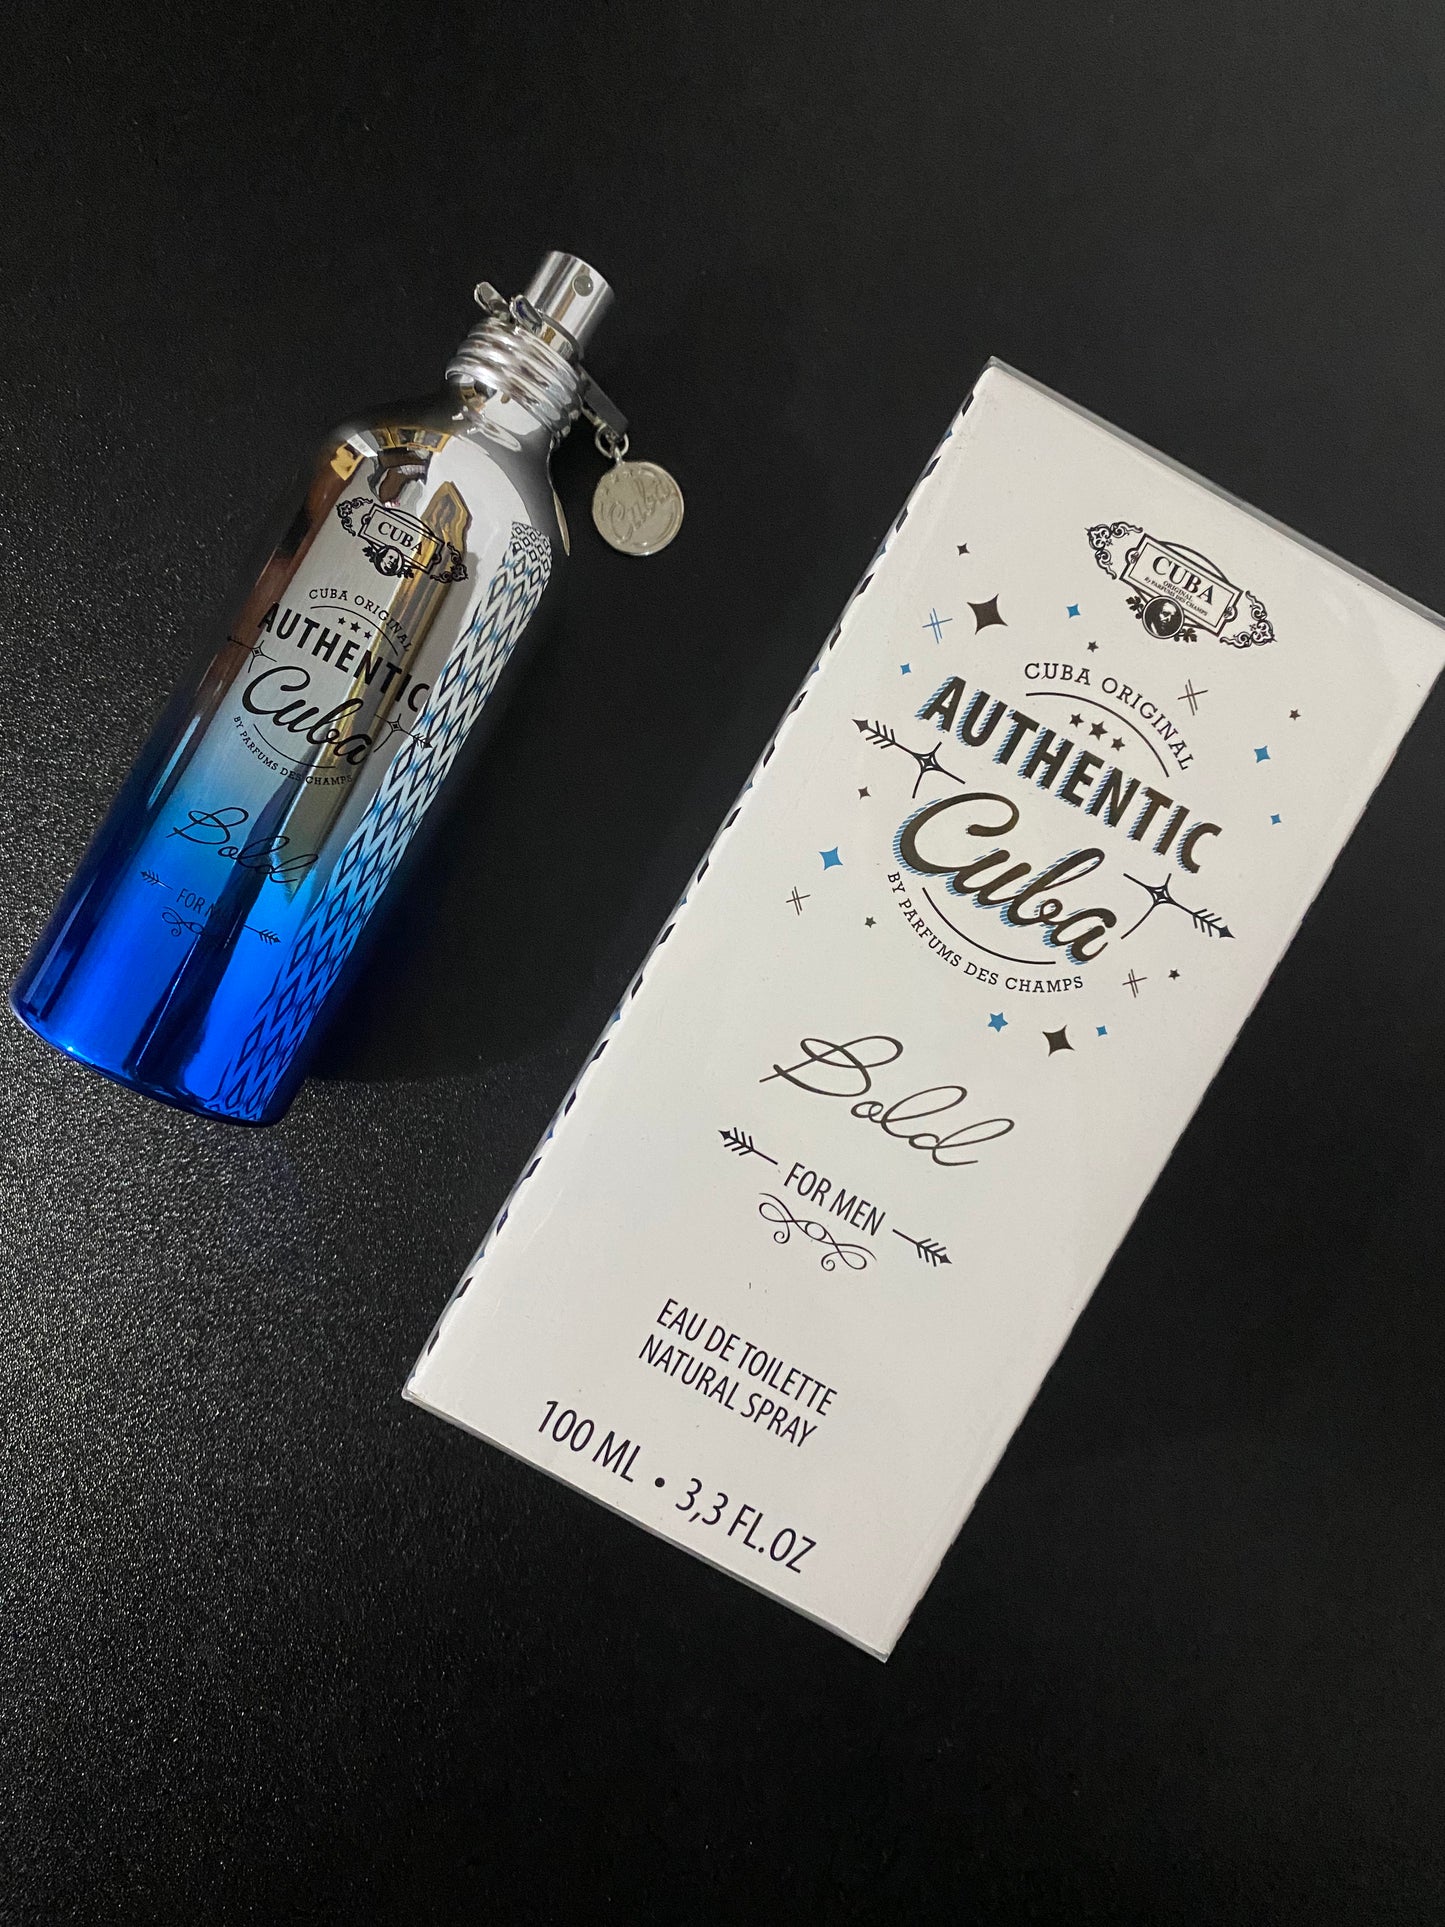 CUBA
CUBA ORIGINAL
AUTHENTIC
Cuba
BY PARFUMS DES CHAMPS
Bold
FOR
Cuba
CUBA
ORIGINAL
By PARFUMS DES CHAMPS
CUBA ORIGINAL
AUTHENTIC
Cuba
BY PARFUMS DES CHAMPS
Bold
FOR MEN
EAU DE TOILETTE
NATURAL SPRAY
100 ML • 3,3 FL.OZ